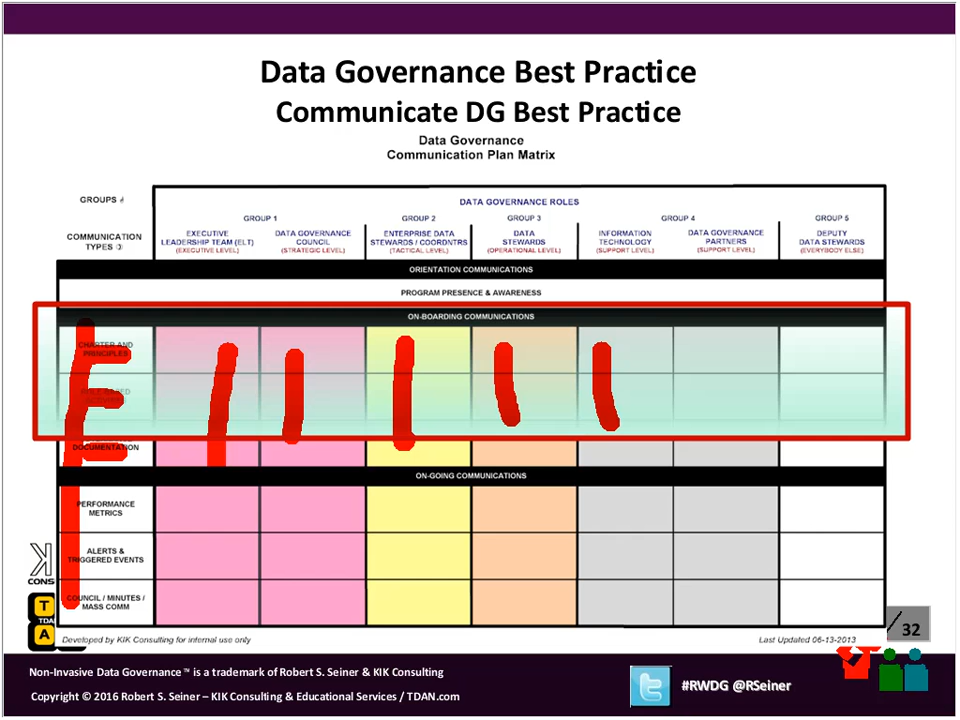 Data Governance Best Practice
Communicate DG Best Practice
Data Governance
Communication Plan Matrix
GROUPS
DATA GOVERNANCE ROLES
GROUP 1 GROUP 2 GROUP 3 GROUP 4 GROUP 5
COMMUNICATION TYPES
EXECUTIVE LEADERSHIP TEAM (ELT) (EXECUTIVE LEVEL)
DATA GOVERNANCE COUNCIL (STRATEGIC LEVEL)
ENTERPRISE DATA STEWARDS / COORDNTRS (TACTICAL LEVEL)
DATA STEWARDS (OPERATIONAL LEVEL)
INFORMATION TECHNOLOGY (SUPPORT LEVEL)
DATA GOVERNANCE PARTNERS (SUPPORT LEVEL)
DEPUTY DATA STEWARDS (EVERYBODY ELSE)
ORIENTATION COMMUNICATIONS
PROGRAM PRESENCE & AWARENESS
ON-BOARDING COMMUNICATIONS
CHARTER AND
PRINCIPLES
DOCUMENTATION
ON-GOING COMMUNICATIONS
PERFORMANCE
METRICS
ALERTS &
TRIGGERED EVENTS
COUNCIL / MINUTES /
MASS COMM
K
CONS
T
TDAN
A
Developed by KIK Consulting for internal use only
Last Updated 06-13-2013
32
Non-Invasive Data Governance™ is a trademark of Robert S. Seiner & KIK Consulting
Copyright © 2016 Robert S. Seiner – KIK Consulting & Educational Services / TDAN.com
#RWDG @RSeiner